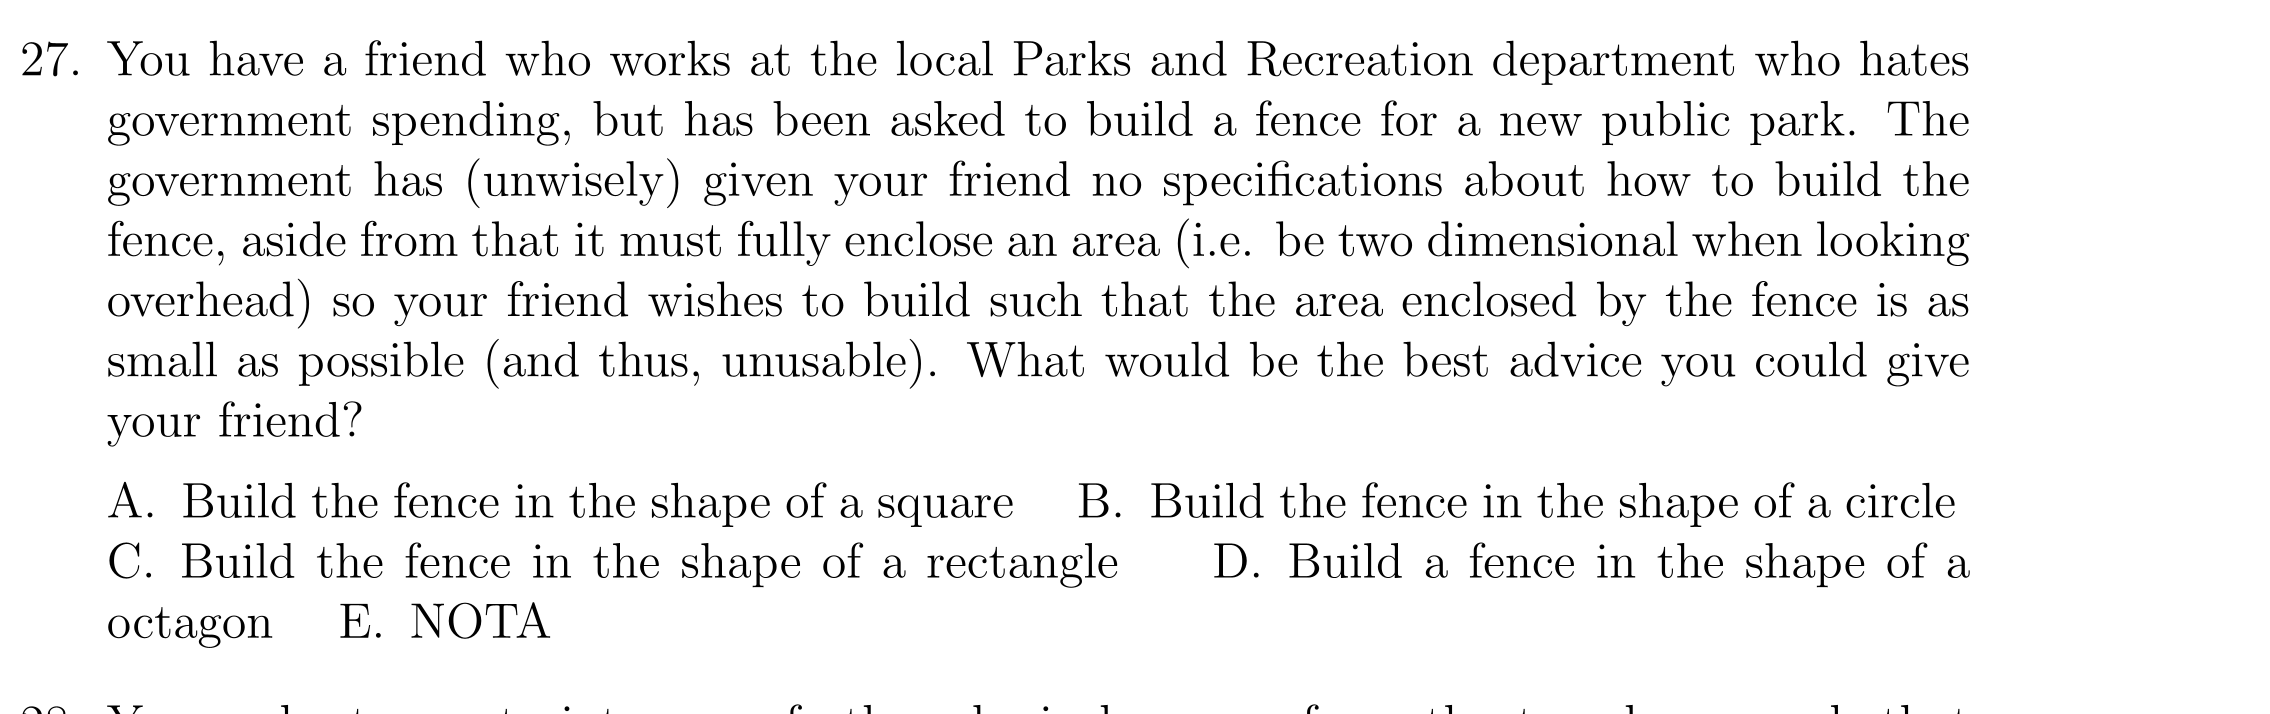 27. You have a friend who works at the local Parks and Recreation department who hates
government spending, but has been asked to build a fence for a new public park. The
government has (unwisely) given your friend no specifications about how to build the
fence, aside from that it must fully enclose an area (i.e. be two dimensional when looking
overhead) so your friend wishes to build such that the area enclosed by the fence is as
small as possible (and thus, unusable). What would be the best advice you could give
your friend?
A. Build the fence in the shape of a square B. Build the fence in the shape of a circle
C. Build the fence in the shape of a rectangle D. Build a fence in the shape of a
octagon E. NOTA